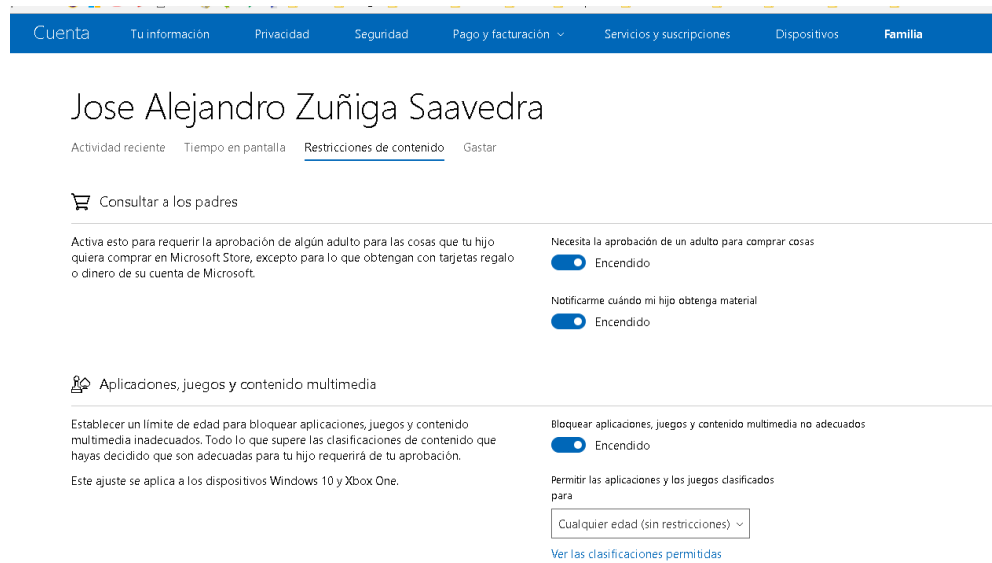 Cuenta Tu información Privacidad Seguridad Pago y facturación Servicios y suscripciones Dispositivos Familia
Jose Alejandro Zuñiga Saavedra
Actividad reciente Tiempo en pantalla Restricciones de contenido Gastar
Consultar a los padres
Activa esto para requerir la aprobación de algún adulto para las cosas que tu hijo
quiera comprar en Microsoft Store, excepto para lo que obtengan con tarjetas regalo
o dinero de su cuenta de Microsoft.
Necesita la aprobación de un adulto para comprar cosas
Encendido
Notificarme cuándo mi hijo obtenga material
Encendido
Aplicaciones, juegos y contenido multimedia
Establecer un límite de edad para bloquear aplicaciones, juegos y contenido
multimedia inadecuados. Todo lo que supere las clasificaciones de contenido que
hayas decidido que son adecuadas para tu hijo requerirá de tu aprobación.
Este ajuste se aplica a los dispositivos Windows 10 y Xbox One.
Bloquear aplicaciones, juegos y contenido multimedia no adecuados
Encendido
Permitir las aplicaciones y los juegos clasificados
para
Cualquier edad (sin restricciones)
Ver las clasificaciones permitidas